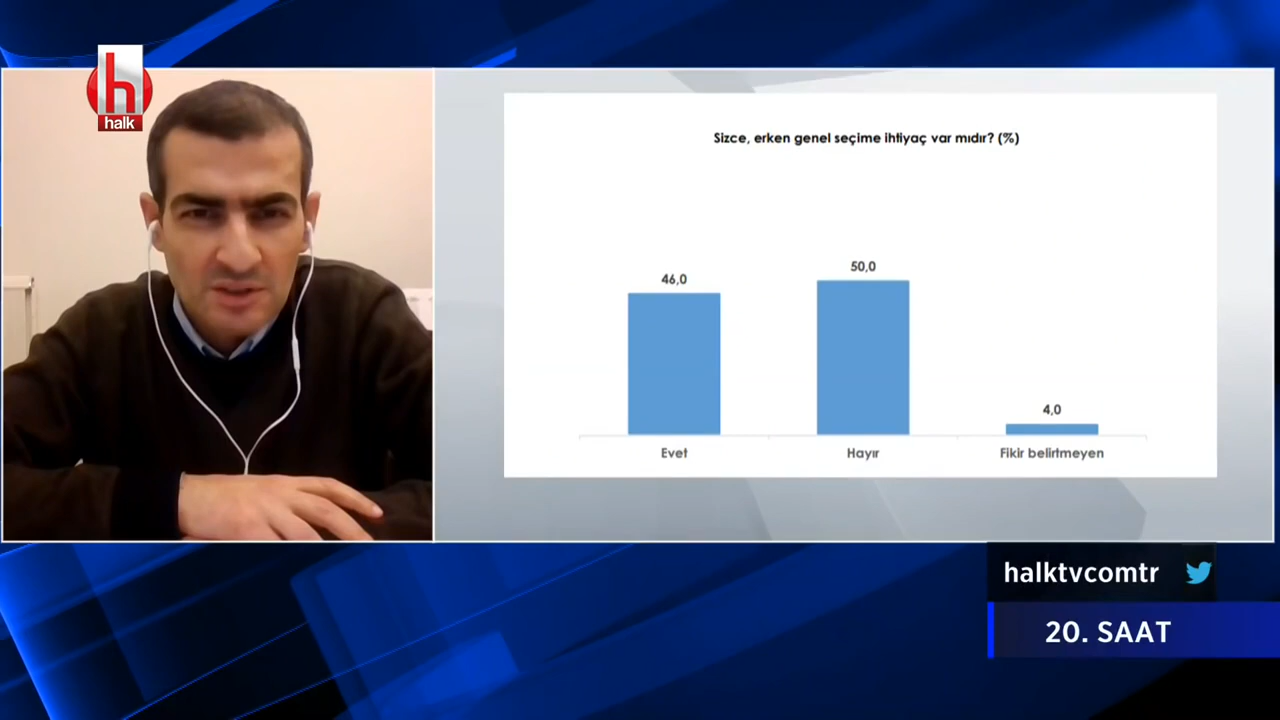 h
halk
Sizce, erken genel seçime ihtiyaç var mıdır? (%)
46,0
50,0
4,0
Evet
Hayır
Fikir belirtmeyen
halktvcomtr
20. SAAT